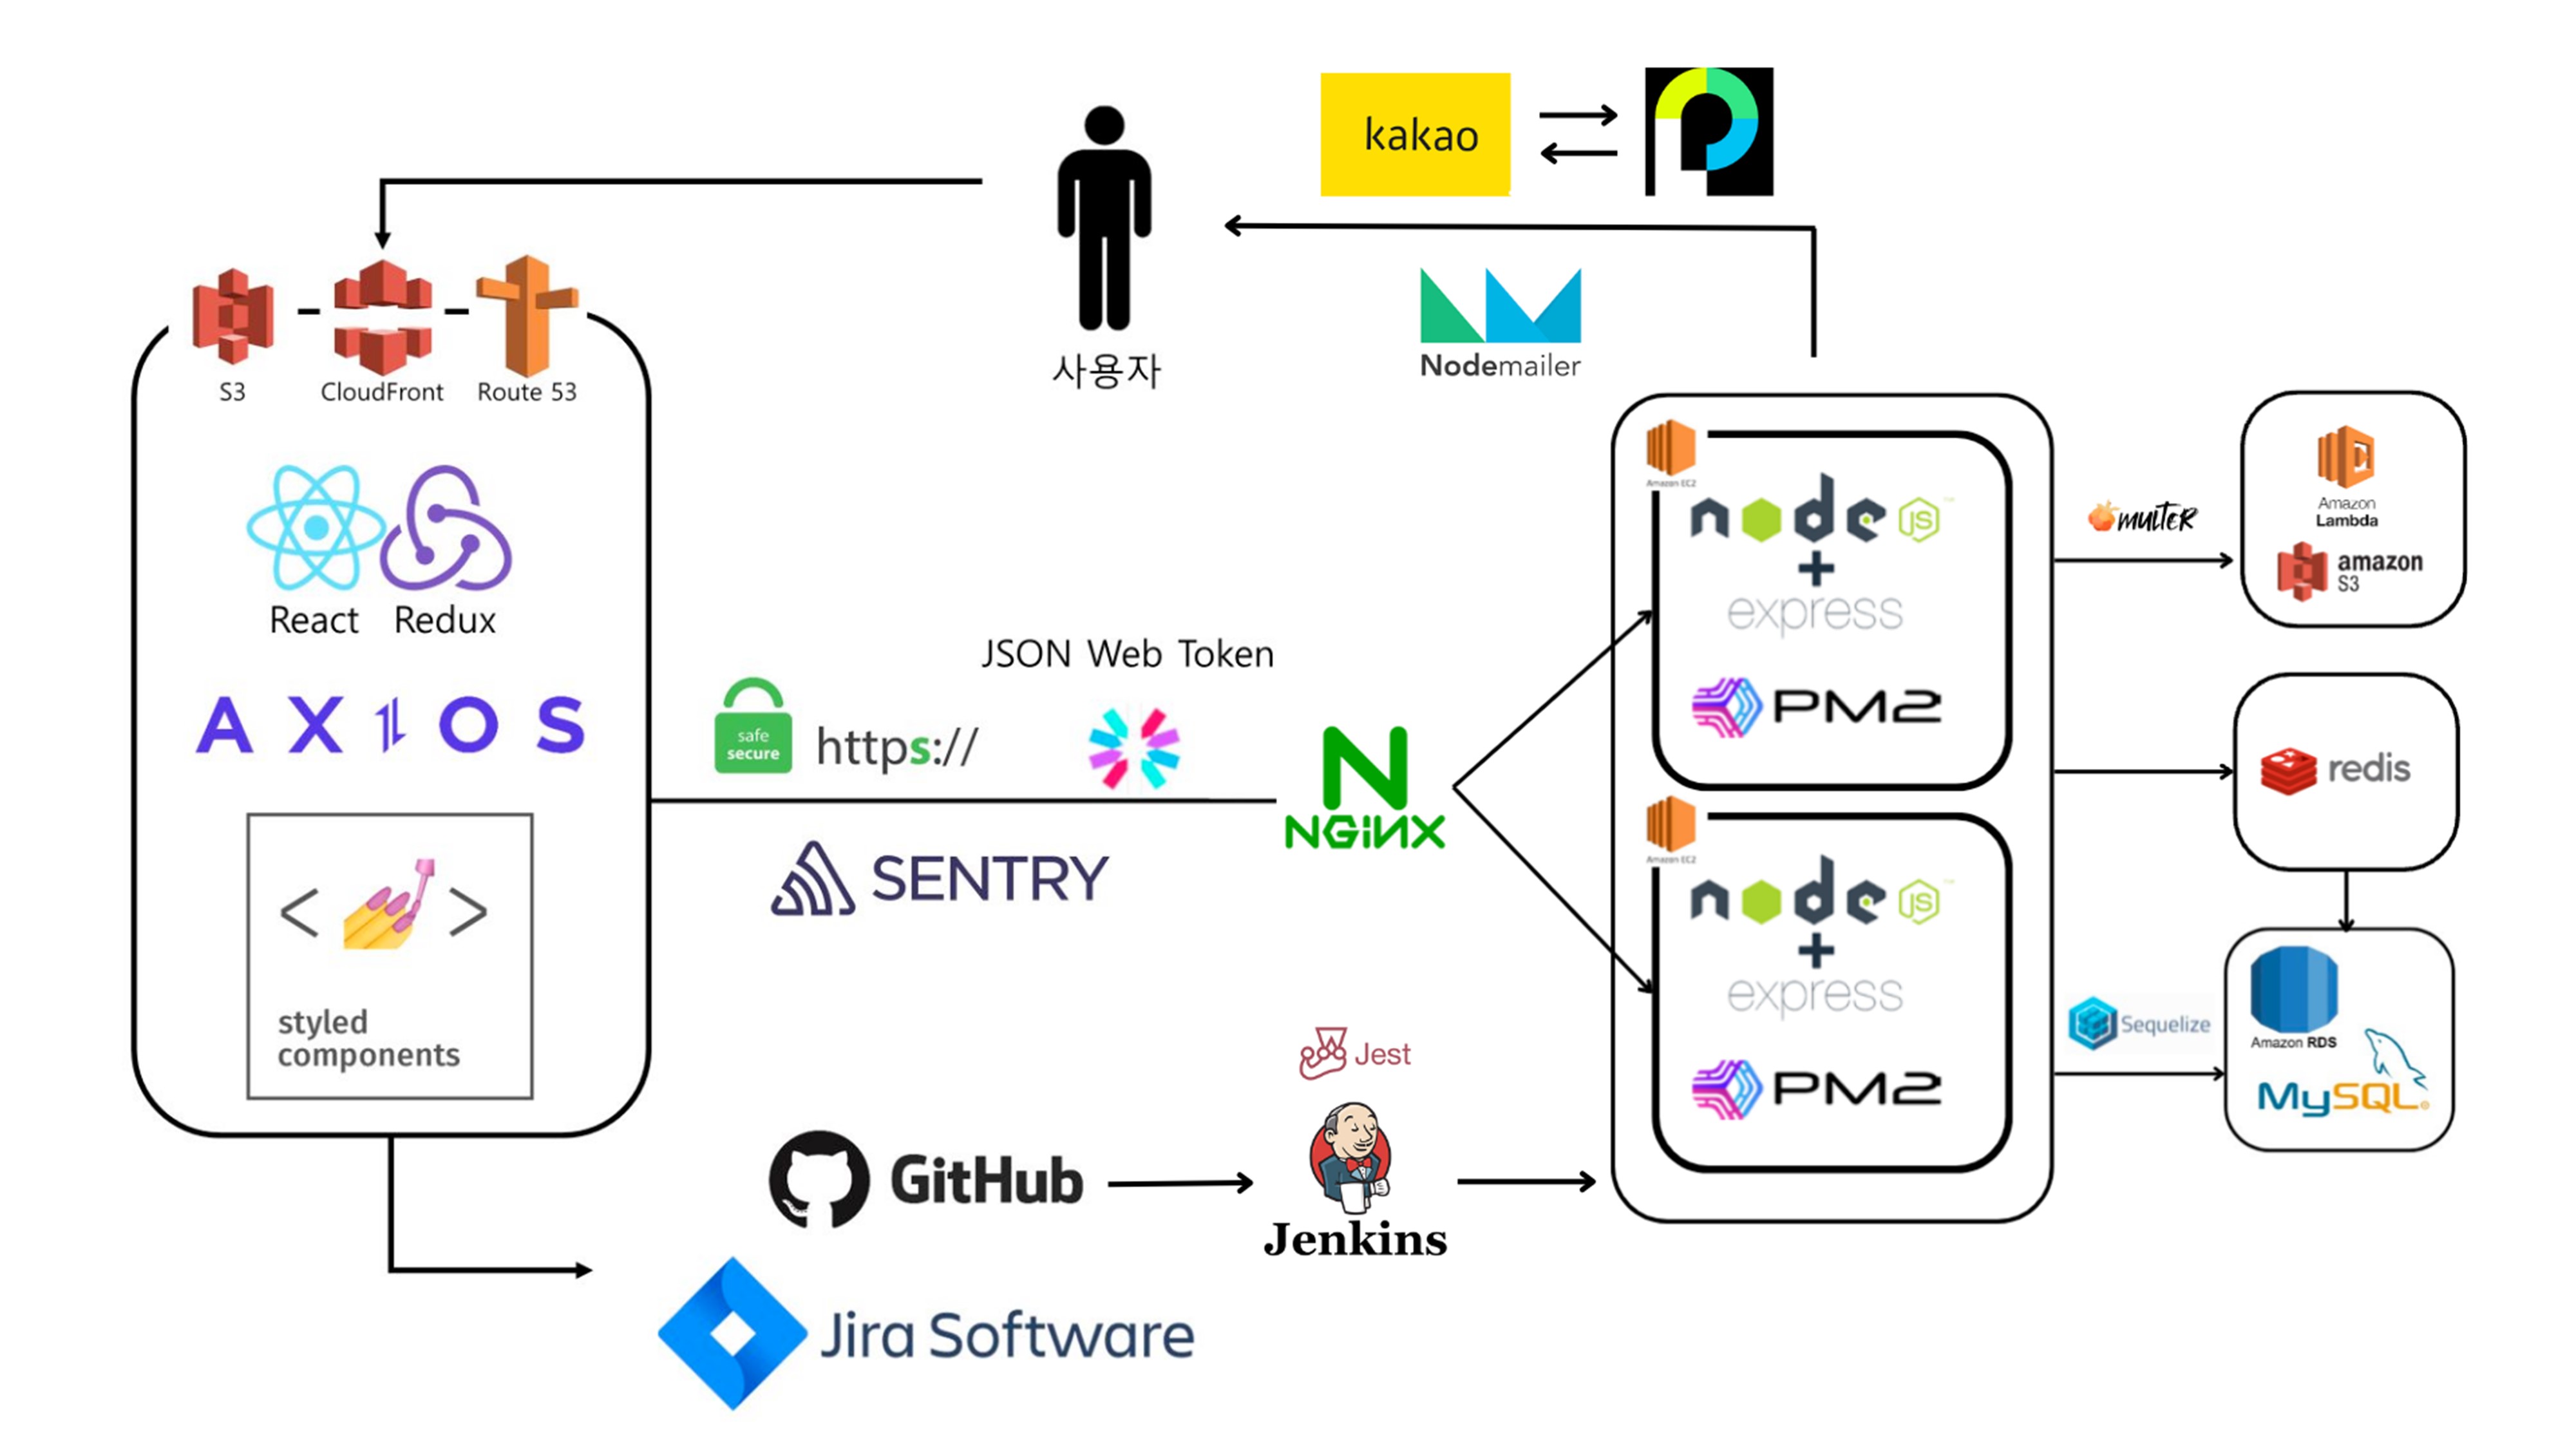 kakao
사용자
Nodemailer
S3
CloudFront
Route 53
React
Redux
AXIOS
styled
components
safe
secure
https://
JSON Web Token
SENTRY
NGINX
Amazon EC2
node JS
+
express
PM2
Amazon EC2
node JS
+
express
PM2
multer
Amazon
Lambda
amazon
S3
redis
Sequelize
Amazon RDS
MySQL
Jest
GitHub
Jenkins
Jira Software